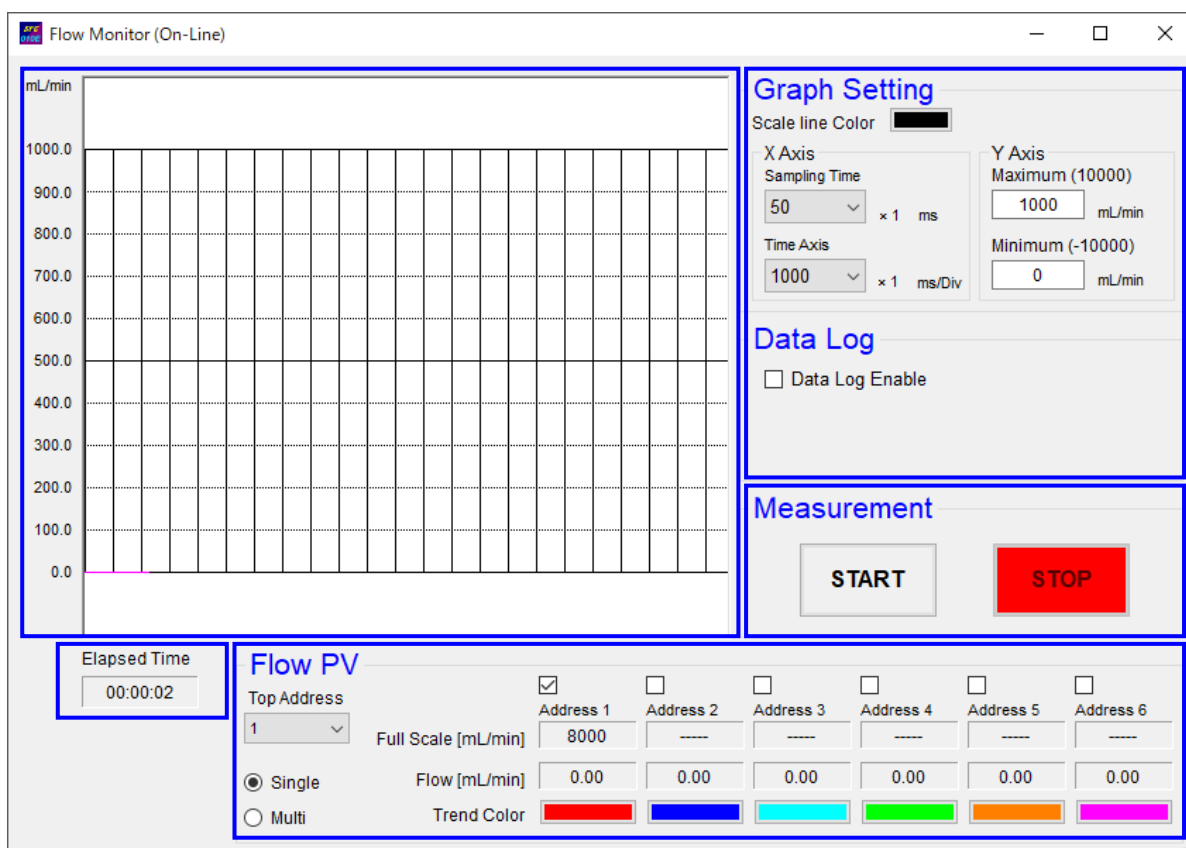 SFE
010E
Flow Monitor (On-Line)
mL/min
1000.0
900.0
800.0
700.0
600.0
500.0
400.0
300.0
200.0
100.0
0.0
Graph Setting
Scale line Color
X Axis
Sampling Time
50 × 1 ms
Time Axis
1000 × 1 ms/Div
Y Axis
Maximum (10000)
1000 mL/min
Minimum (-10000)
0 mL/min
Data Log
Data Log Enable
Measurement
START STOP
Elapsed Time
00:00:02
Flow PV
Top Address
1
Single
Multi
Address 1 Address 2 Address 3 Address 4 Address 5 Address 6
Full Scale [mL/min] 8000 ----- ----- ----- ----- -----
Flow [mL/min] 0.00 0.00 0.00 0.00 0.00 0.00
Trend Color